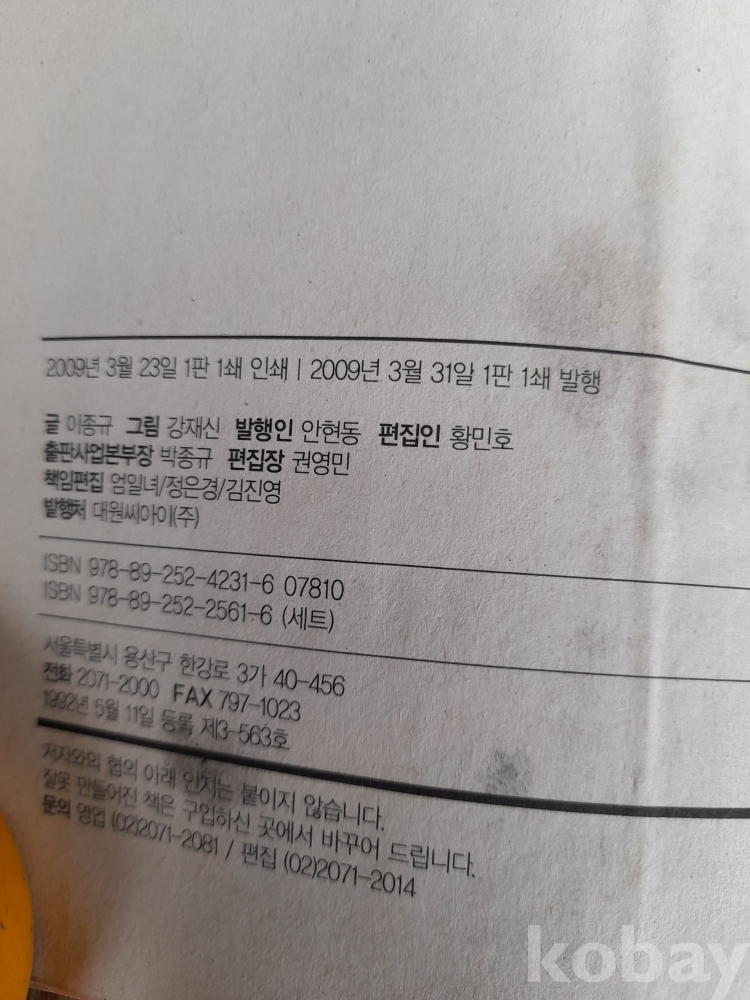 2009년 3월 23일 1판 1쇄 인쇄 | 2009년 3월 31일 1판 1쇄 발행
글 이종규 그림 강재신 발행인 안현동 편집인 황민호
출판사업본부장 박종규 편집장 권영민
책임편집 엄일녀/정은경/김진영
발행처 대원씨아이(주)
ISBN 978-89-252-4231-6 07810
ISBN 978-89-252-2561-6 (세트)
서울특별시 용산구 한강로 3가 40-456
전화 2071-2000 FAX 797-1023
1992년 5월 11일 등록 제3-563호
저자와의 협의 아래 인지는 붙이지 않습니다.
잘못 만들어진 책은 구입하신 곳에서 바꾸어 드립니다.
문의 영업 (02)2071-2081 / 편집 (02)2071-2014
kobay